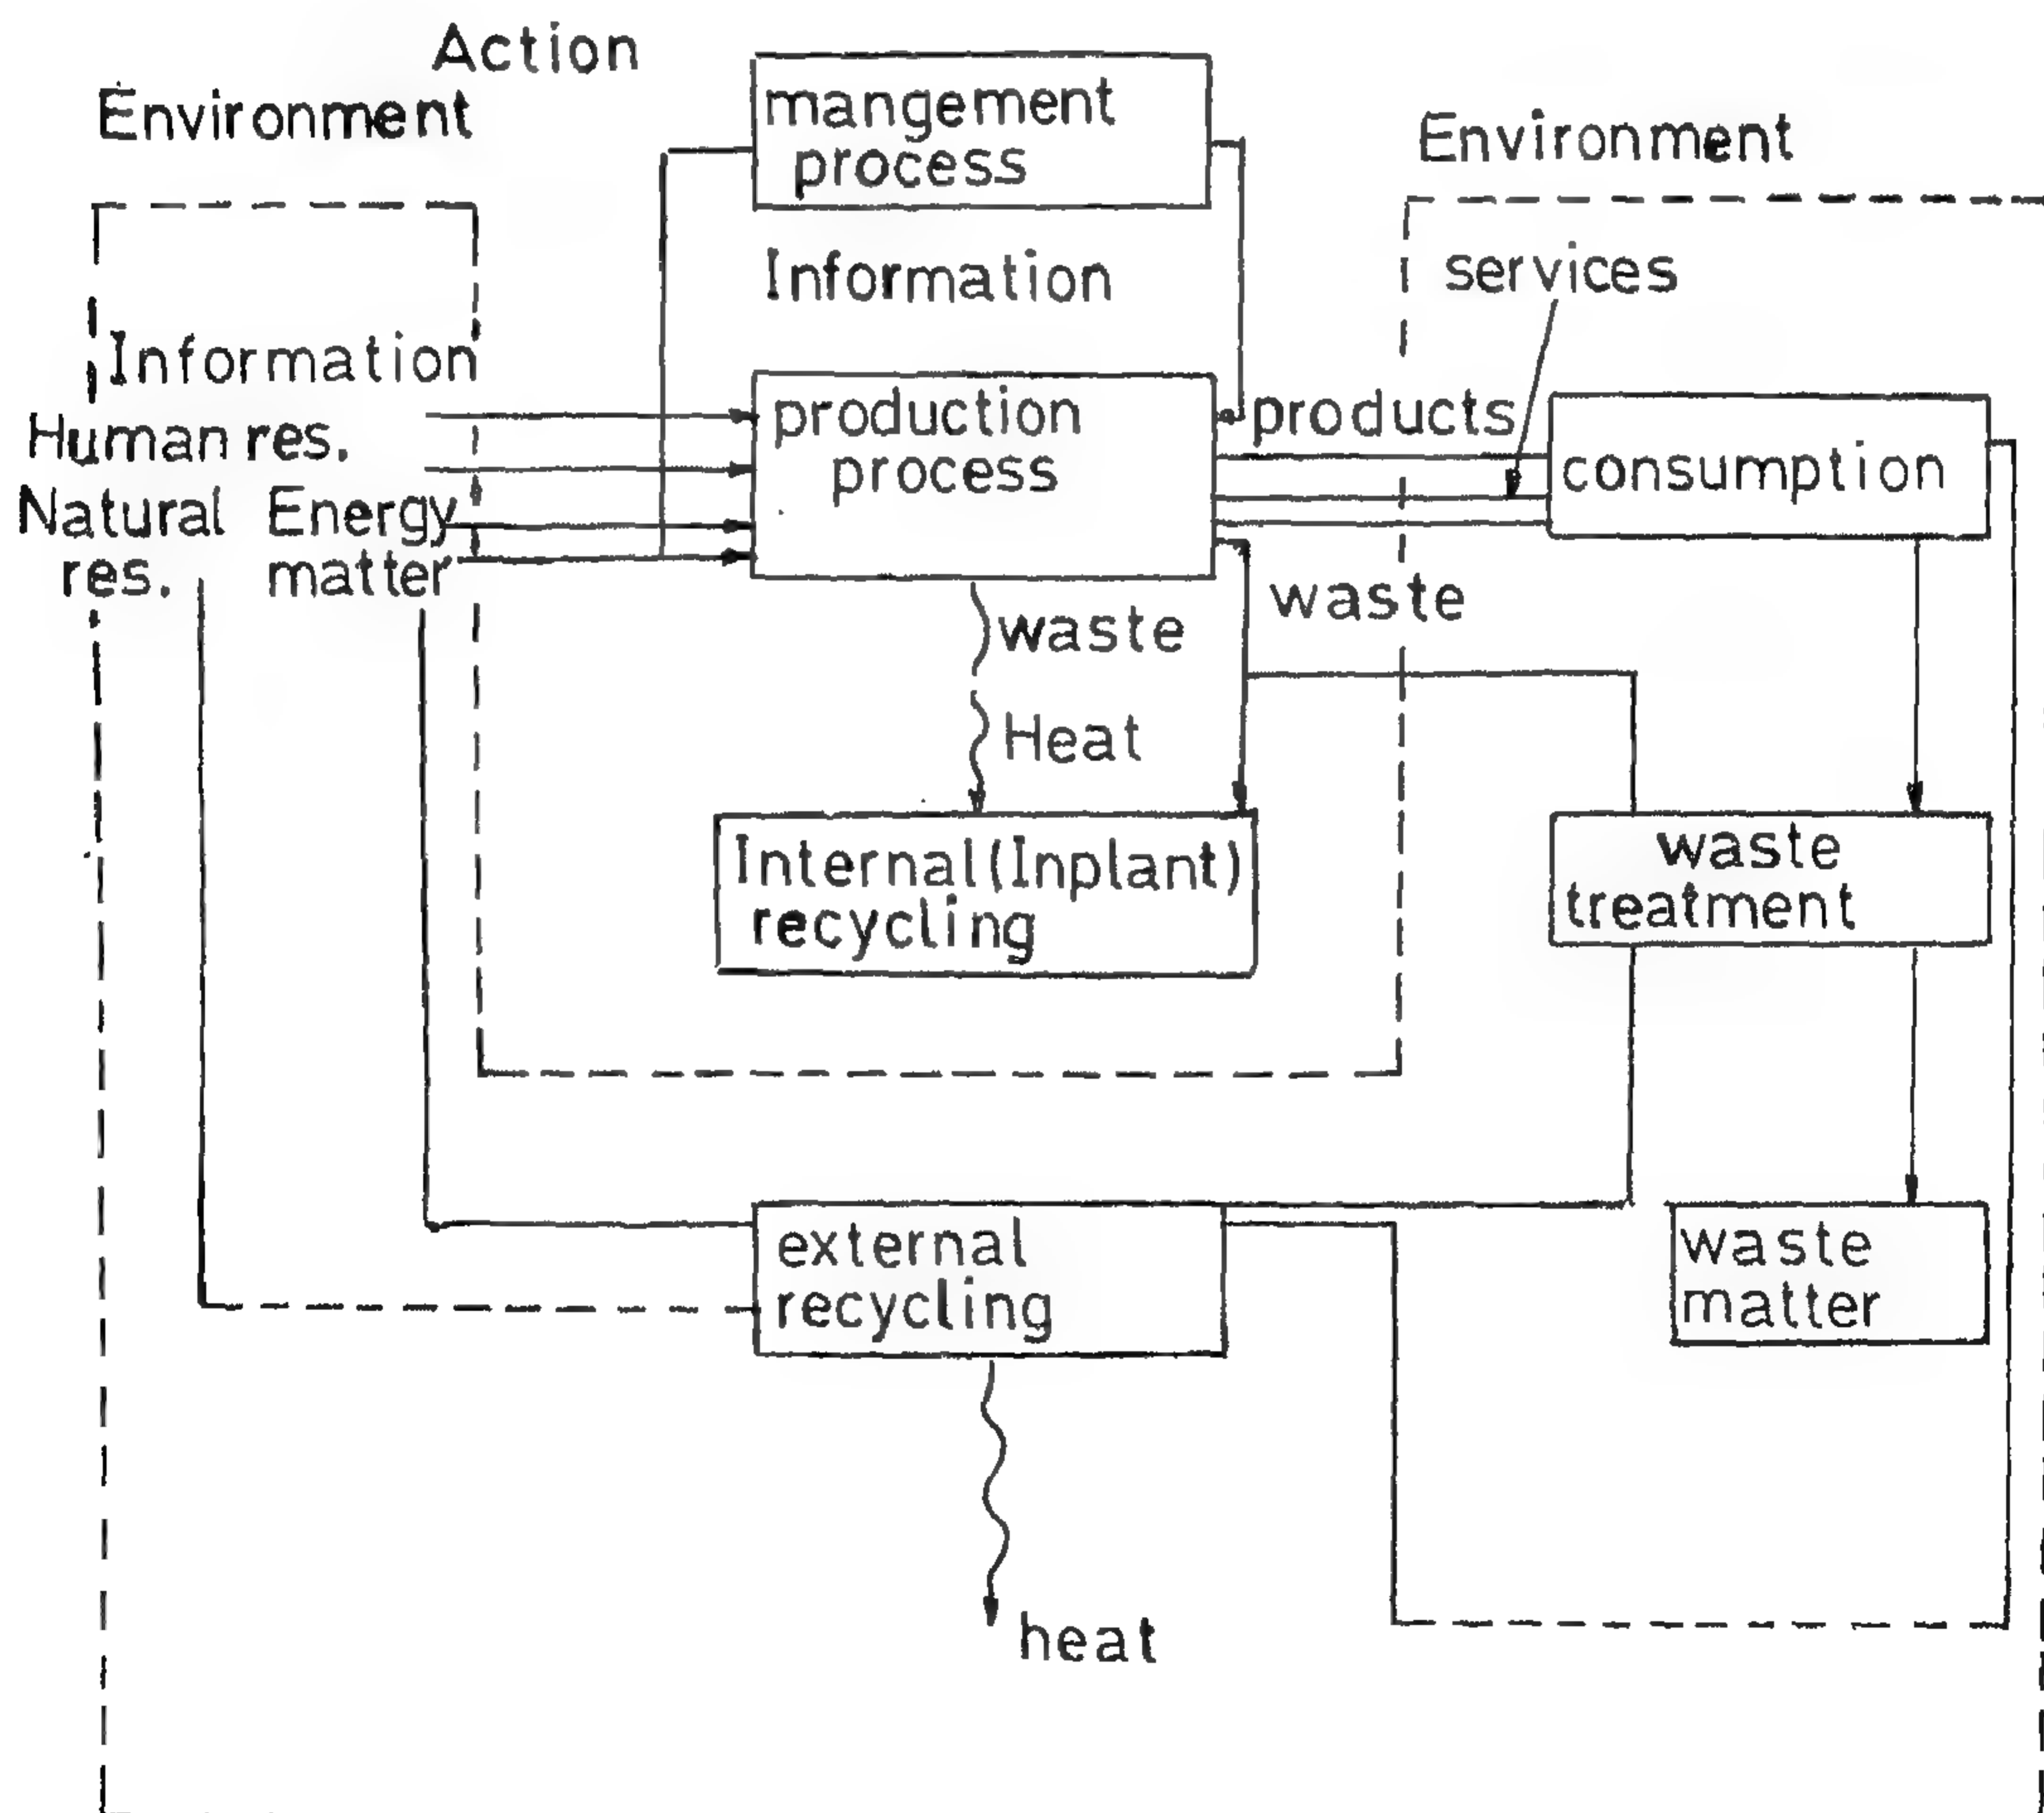 Action
Environment
mangement
process
Environment
Information
services
Information
production
process
products
Human res.
consumption
Natural Energy
res. matter
waste
waste
Heat
Internal(Inplant)
recycling
waste
treatment
external
recycling
waste
matter
heat